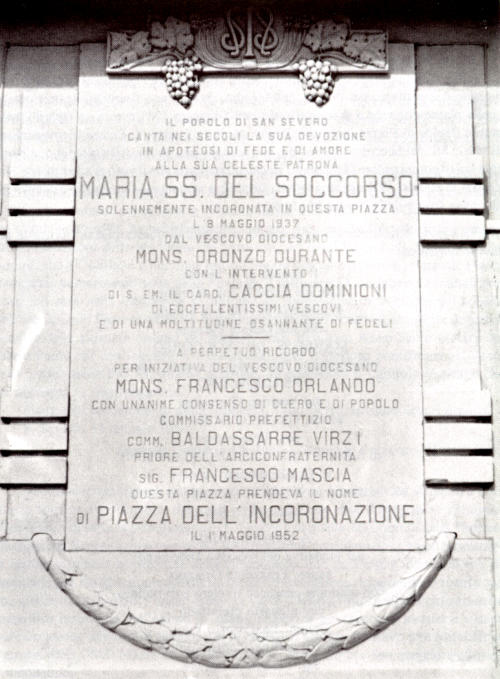 IL POPOLO DI SAN SEVERO
CANTA NEI SECOLI LA SUA DEVOZIONE
IN APOTEOSI DI FEDE E DI AMORE
ALLA SUA CELESTE PATRONA
MARIA SS. DEL SOCCORSO
SOLENNEMENTE INCORONATA IN QUESTA PIAZZA
L'8 MAGGIO 1937
DAL VESCOVO DIOCESANO
MONS. ORONZO DURANTE
CON L'INTERVENTO
DI S. EM. IL CARD. CACCIA DOMINIONI
DI ECCELLENTISSIMI VESCOVI
E DI UNA MOLTITUDINE OSANNANTE DI FEDELI
A PERPETUO RICORDO
PER INIZIATIVA DEL VESCOVO DIOCESANO
MONS. FRANCESCO ORLANDO
CON UNANIME CONSENSO DI CLERO E DI POPOLO
COMMISSARIO PREFETTIZIO
COMM. BALDASSARRE VIRZI
PRIORE DELL'ARCICONFRATERNITA
SIG. FRANCESCO MASCIA
QUESTA PIAZZA PRENDEVA IL NOME
DI PIAZZA DELL'INCORONAZIONE
IL 1° MAGGIO 1952